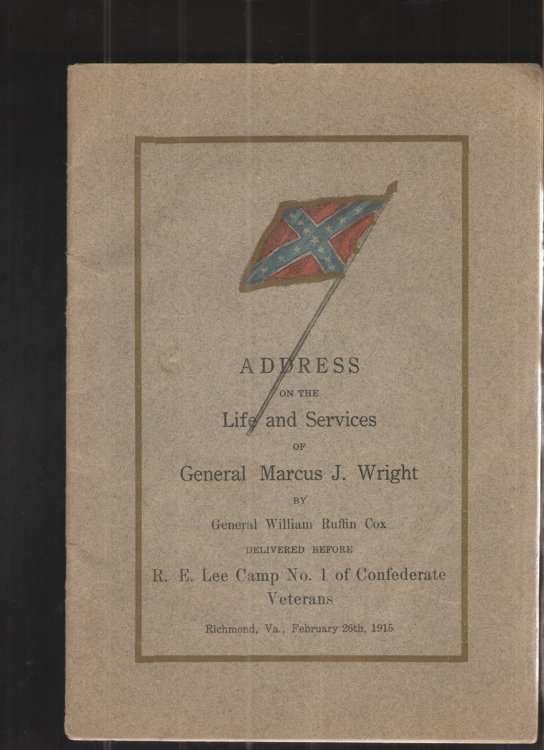 ADDRESS
ON THE
Life and Services
OF
General Marcus J. Wright
BY
General William Ruffin Cox
DELIVERED BEFORE
R. E. Lee Camp No. 1 of Confederate
Veterans
Richmond, Va., February 26th, 1915